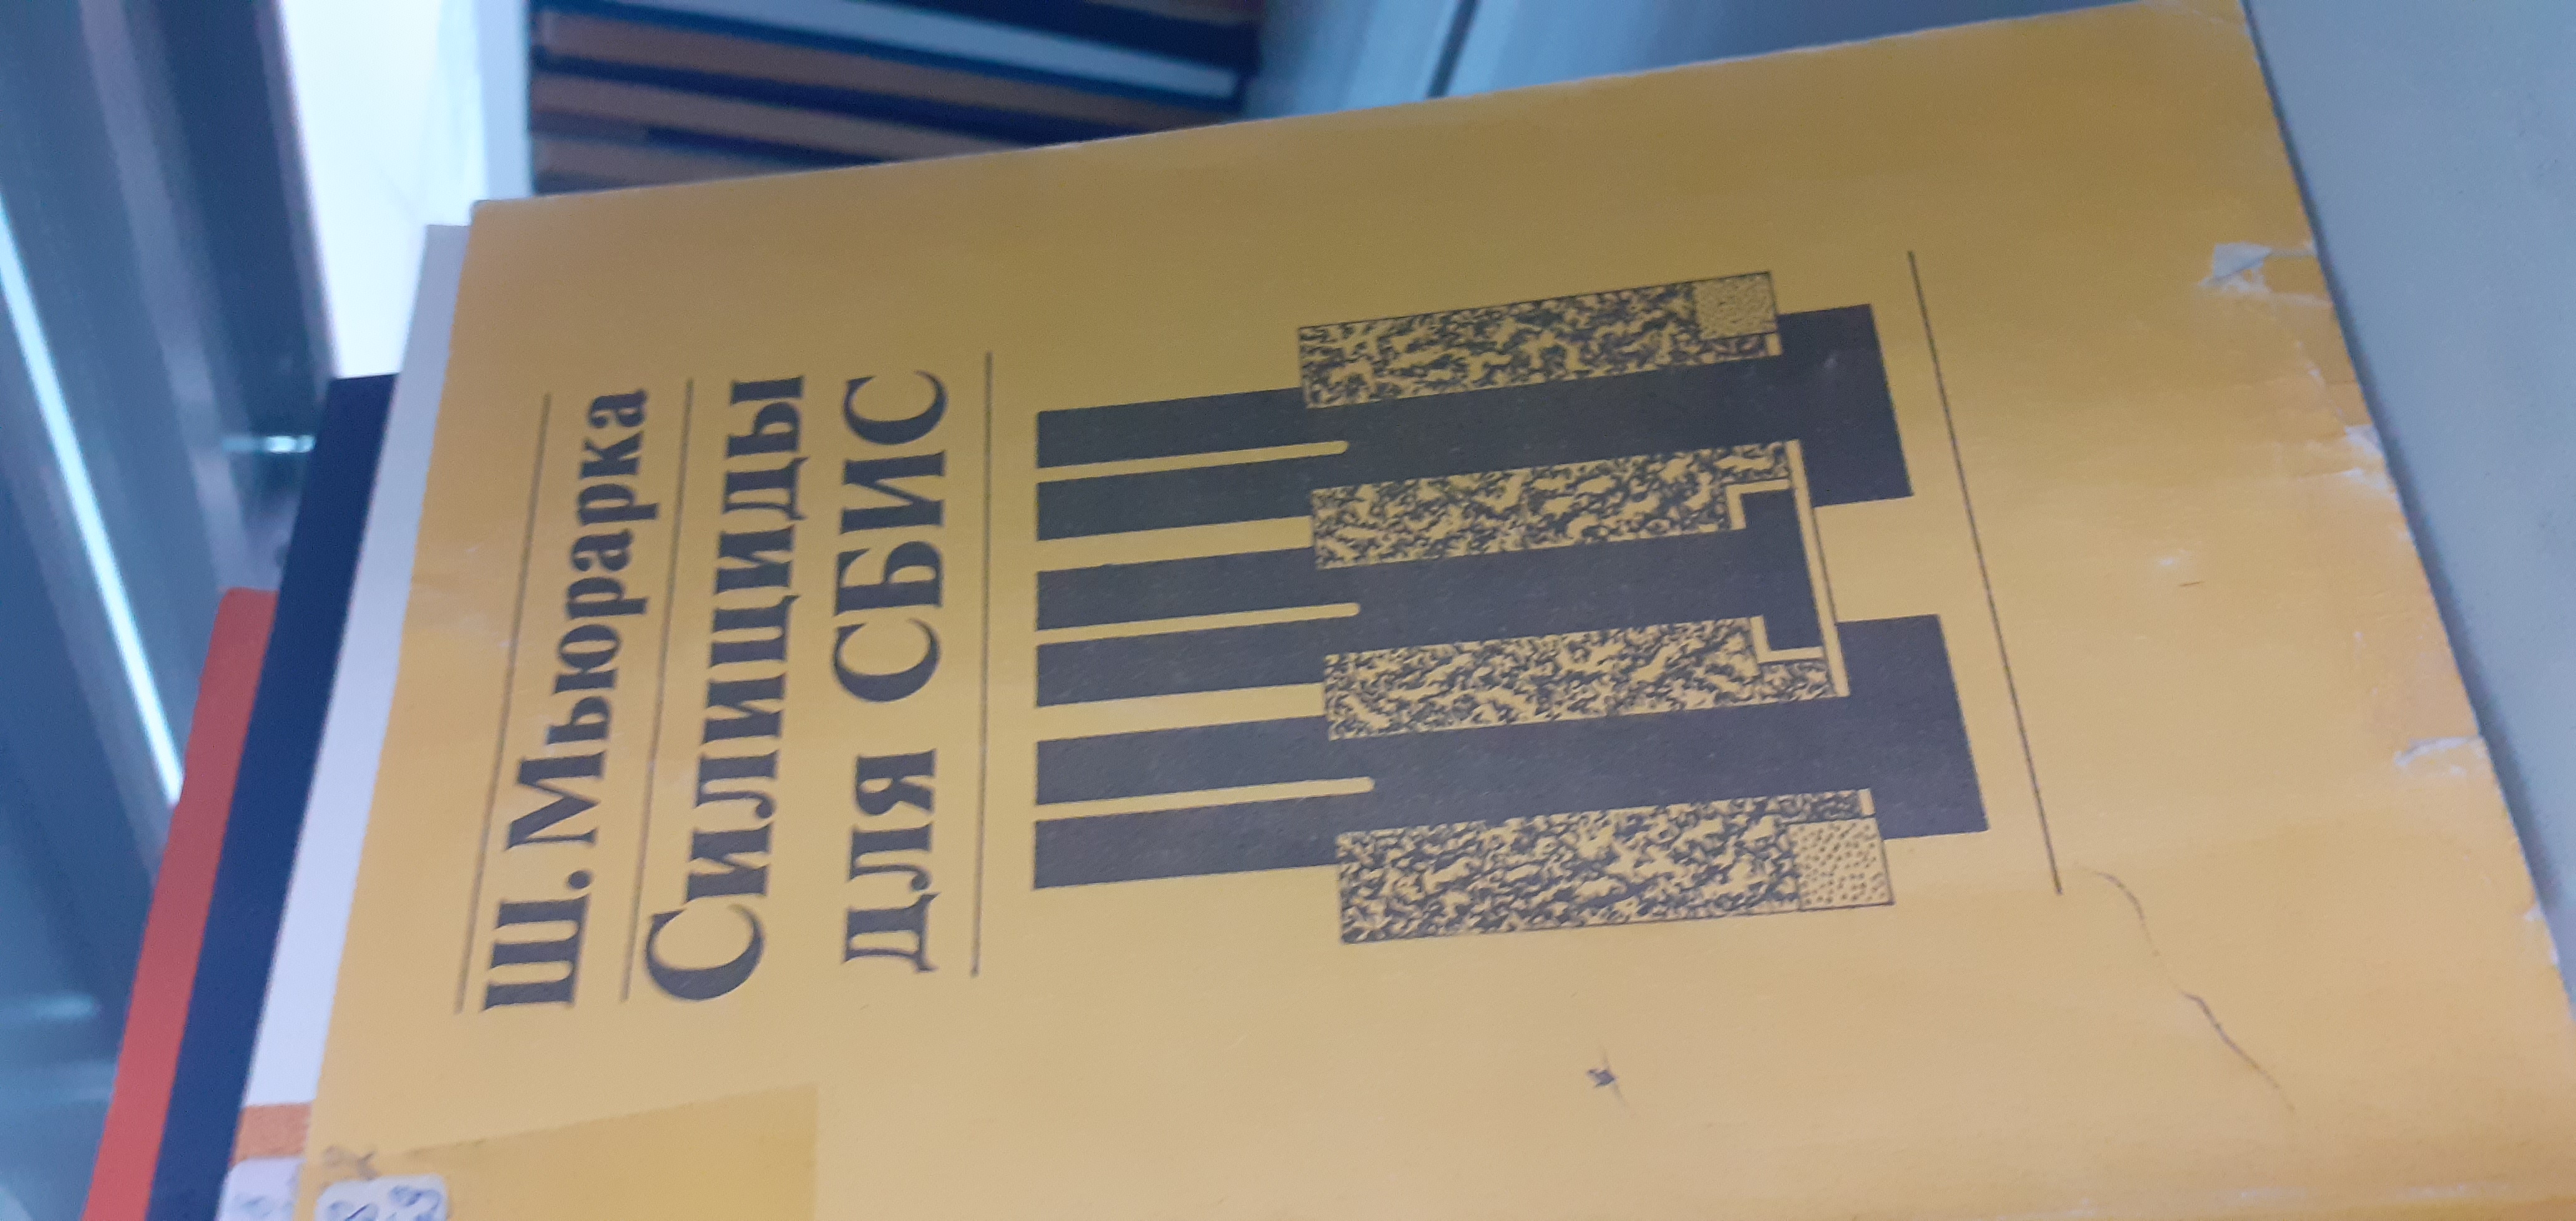 Ш. Мьюрарка
Силициды
для СБИС